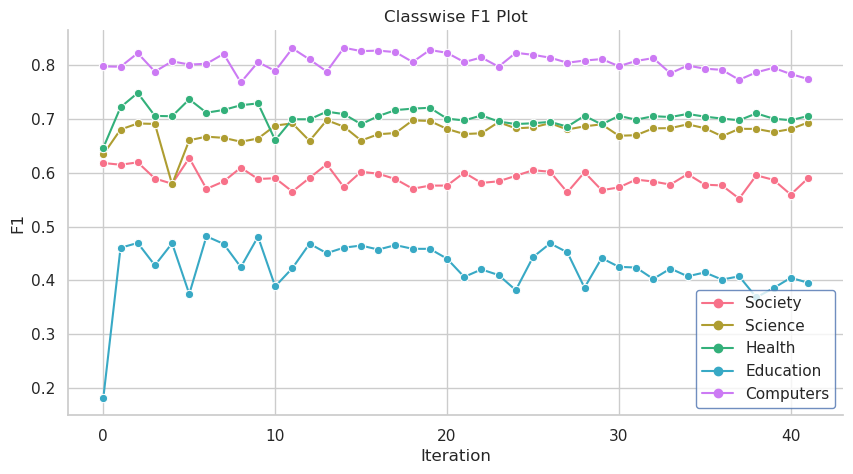 Classwise F1 Plot
F1
0.8
0.7
0.6
0.5
0.4
0.3
0.2
0 10 20 30 40
Iteration
Society
Science
Health
Education
Computers